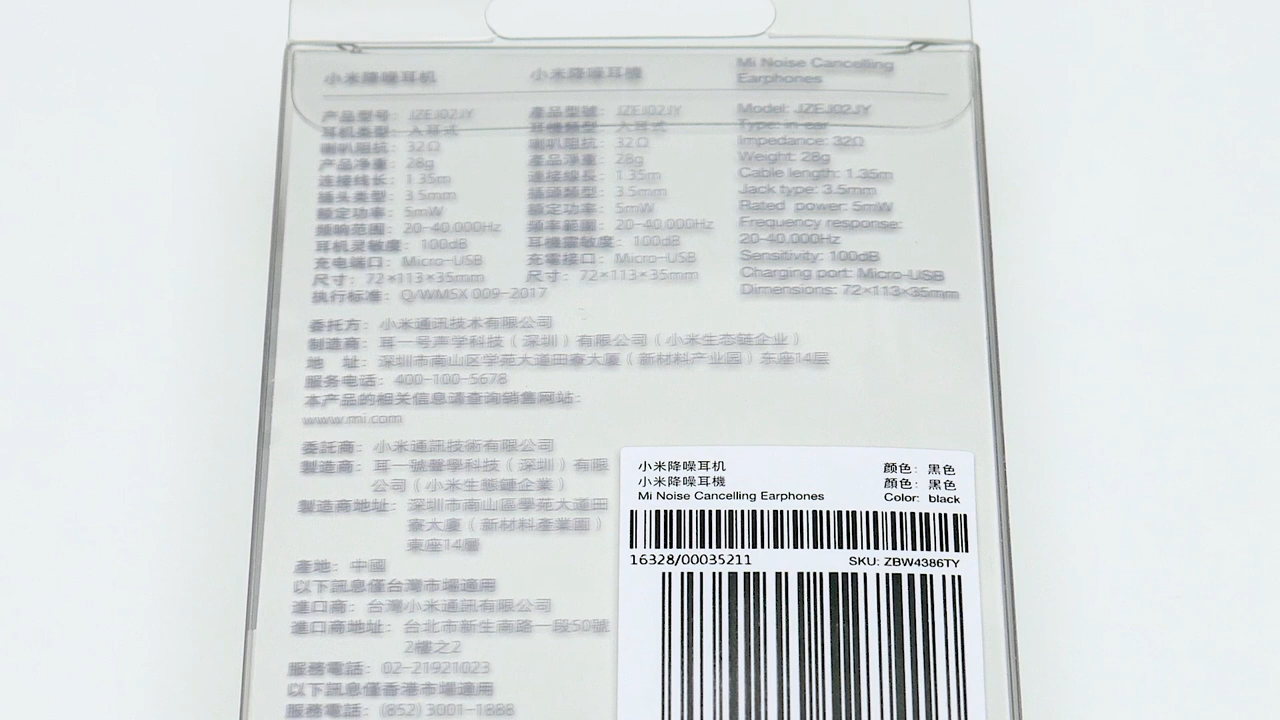 小米降噪耳机
产品型号：JZEJ02JY
耳机类型：入耳式
喇叭阻抗：32Ω
产品净重：28g
连接线长：1.35m
插头类型：3.5mm
额定功率：5mW
频响范围：20-40,000Hz
耳机灵敏度：100dB
充电端口：Micro-USB
尺寸：72×113×35mm
执行标准：Q/WMSX 009-2017
小米降噪耳機
產品型號：JZEJ02JY
耳機類型：入耳式
喇叭阻抗：32Ω
產品淨重：28g
連接線長：1.35m
插頭類型：3.5mm
額定功率：5mW
頻率範圍：20-40,000Hz
耳機靈敏度：100dB
充電接口：Micro-USB
尺寸：72×113×35mm
Mi Noise Cancelling
Earphones
Model: JZEJ02JY
Type: in-ear
Impedance: 32Ω
Weight: 28g
Cable length: 1.35m
Jack type: 3.5mm
Rated power: 5mW
Frequency response:
20-40,000Hz
Sensitivity: 100dB
Charging port: Micro-USB
Dimensions: 72×113×35mm
委托方：小米通讯技术有限公司
制造商：耳一号声学科技（深圳）有限公司（小米生态链企业）
地 址：深圳市南山区学苑大道田寮大厦（新材料产业园）东座14层
服务电话：400-100-5678
本产品的相关信息请查询销售网站：
www.mi.com
委託商：小米通訊技術有限公司
製造商：耳一號聲學科技（深圳）有限
公司（小米生態鏈企業）
製造商地址：深圳市南山區學苑大道田
寮大廈（新材料產業園）
東座14層
產地：中國
以下訊息僅台灣市場適用
進口商：台灣小米通訊有限公司
進口商地址：台北市新生南路一段50號
2樓之2
服務電話：02-21921023
以下訊息僅香港市場適用
服務電話：(852) 3001-1888
小米降噪耳机 颜色：黑色
小米降噪耳機 顏色：黑色
Mi Noise Cancelling Earphones Color: black
16328/00035211 SKU: ZBW4386TY